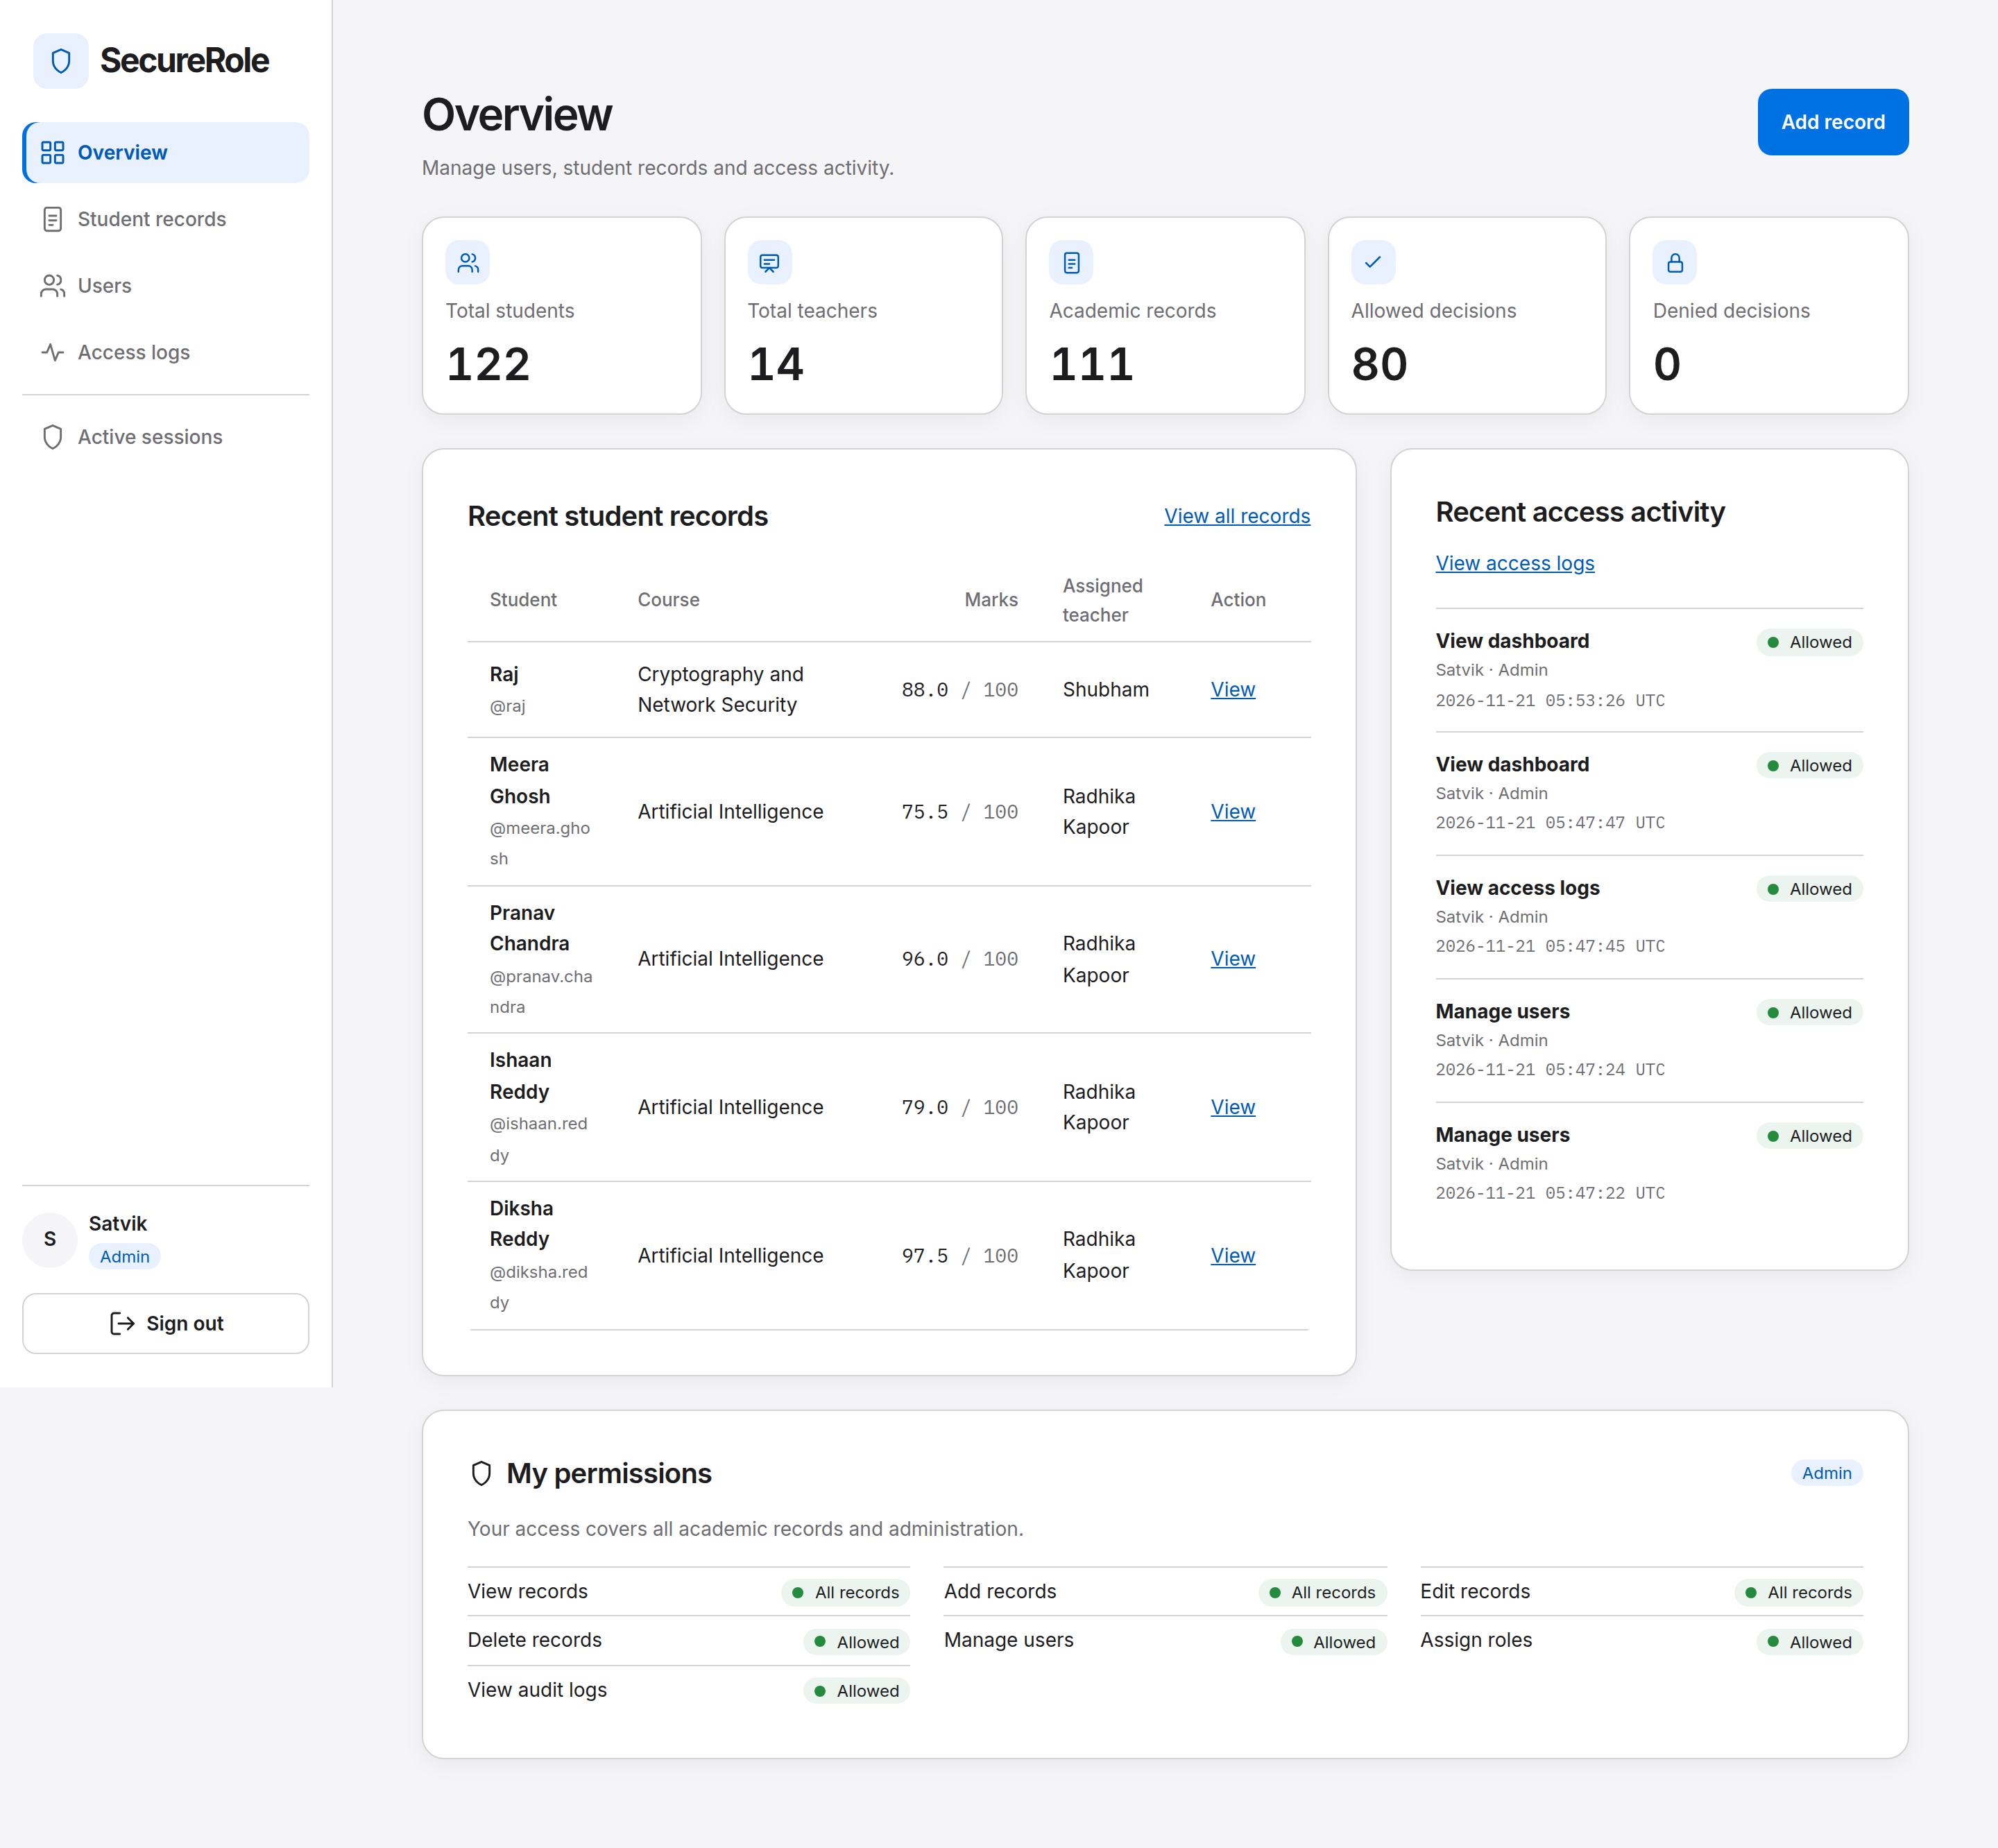 SecureRole
Overview
Student records
Users
Access logs
Active sessions
S
Satvik
Admin
Sign out
Overview
Manage users, student records and access activity.
Add record
Total students
122
Total teachers
14
Academic records
111
Allowed decisions
80
Denied decisions
0
Recent student records
View all records
Student Course Marks Assigned
teacher Action
Raj
@raj
Cryptography and
Network Security
88.0 / 100
Shubham
View
Meera
Ghosh
@meera.gho
sh
Artificial Intelligence
75.5 / 100
Radhika
Kapoor
View
Pranav
Chandra
@pranav.cha
ndra
Artificial Intelligence
96.0 / 100
Radhika
Kapoor
View
Ishaan
Reddy
@ishaan.red
dy
Artificial Intelligence
79.0 / 100
Radhika
Kapoor
View
Diksha
Reddy
@diksha.red
dy
Artificial Intelligence
97.5 / 100
Radhika
Kapoor
View
Recent access activity
View access logs
View dashboard Allowed
Satvik · Admin
2026-11-21 05:53:26 UTC
View dashboard Allowed
Satvik · Admin
2026-11-21 05:47:47 UTC
View access logs Allowed
Satvik · Admin
2026-11-21 05:47:45 UTC
Manage users Allowed
Satvik · Admin
2026-11-21 05:47:24 UTC
Manage users Allowed
Satvik · Admin
2026-11-21 05:47:22 UTC
My permissions
Admin
Your access covers all academic records and administration.
View records All records
Add records All records
Edit records All records
Delete records Allowed
Manage users Allowed
Assign roles Allowed
View audit logs Allowed